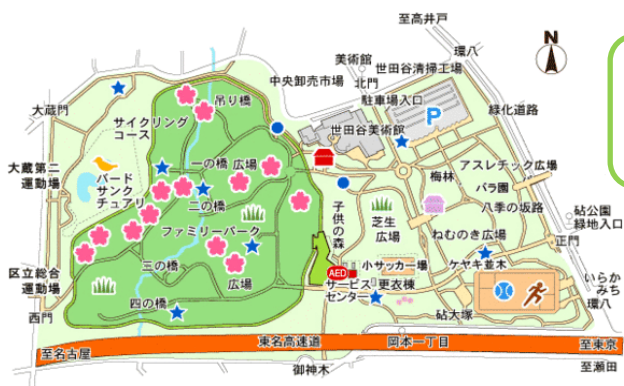 至高井戸
N
環八
美術館
北門
世田谷清掃工場
中央卸売市場
駐車場入口
吊り橋
大蔵門
サイクリング
コース
世田谷美術館
P
緑化道路
大蔵第二
運動場
バード
サンク
チュアリ
一の橋
広場
梅林
アスレチック広場
バラ園
二の橋
子供の森
芝生
広場
八季の坂路
砧公園
緑地入口
ファミリーパーク
ねむのき広場
正門
三の橋
広場
AED
小サッカー場
ケヤキ並木
区立総合
運動場
サービス
センター
更衣棟
いらか
みち
四の橋
砧大塚
環八
西門
至名古屋
東名高速道
岡本一丁目
至東京
御神木
至瀬田